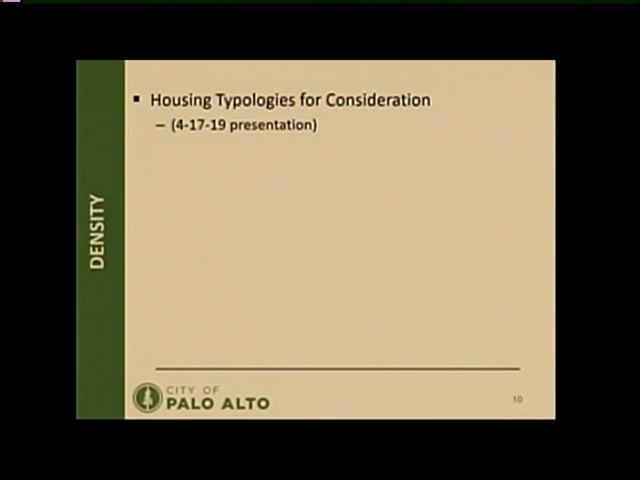 DENSITY
▪ Housing Typologies for Consideration
– (4-17-19 presentation)
CITY OF
PALO ALTO
10